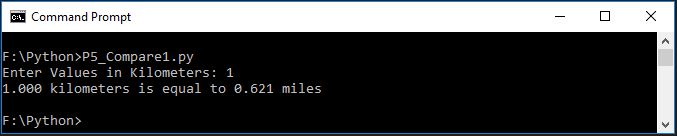 Command Prompt
F:\Python>P5_Compare1.py
Enter Values in Kilometers: 1
1.000 kilometers is equal to 0.621 miles
F:\Python>